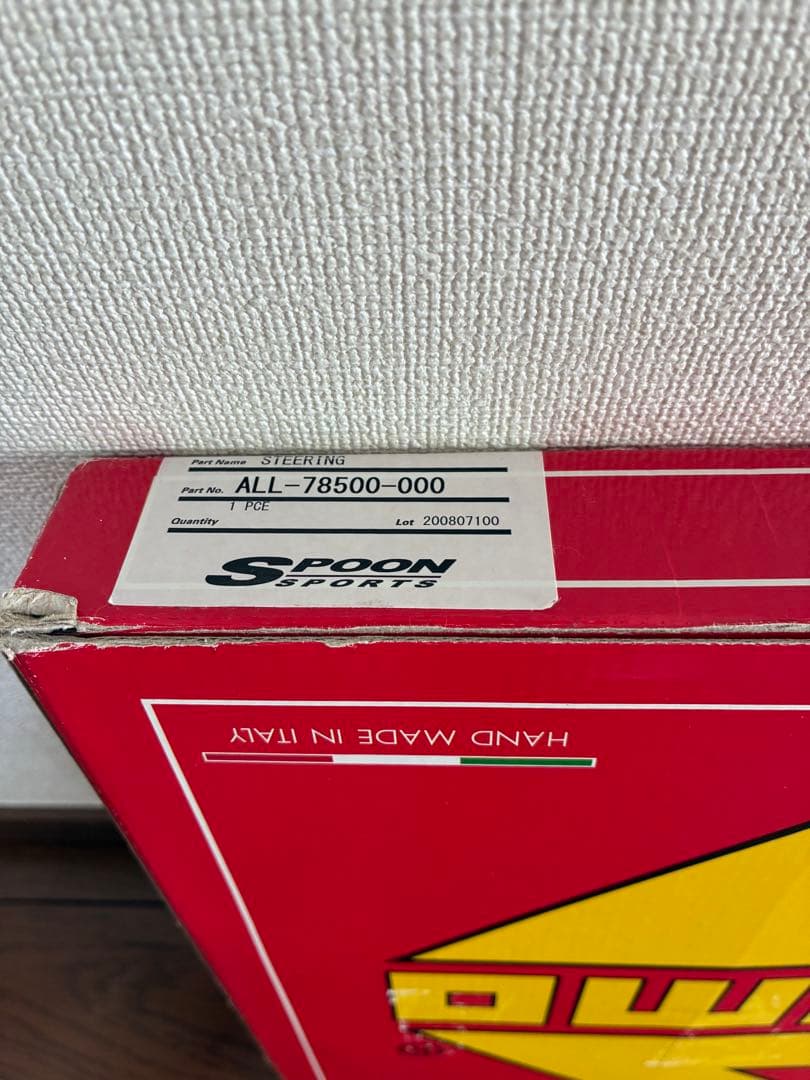 Part Name STEERING
Part No. ALL-78500-000
1 PCE
Quantity Lot 200807100
SPOON
SPORTS
HAND MADE IN ITALY